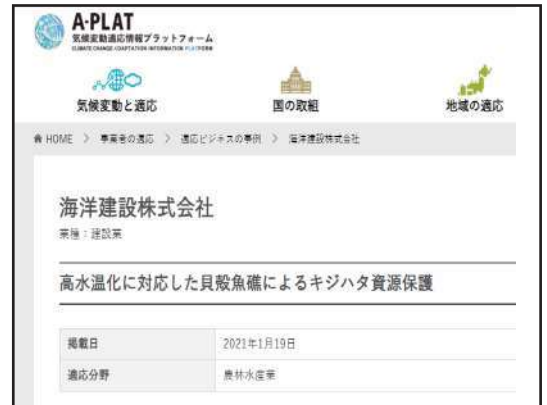 A-PLAT
気候変動適応情報プラットフォーム
CLIMATE CHANGE ADAPTATION INFORMATION PLATFORM
気候変動と適応
国の取組
地域の適応
HOME > 事業者の適応 > 適応ビジネスの事例 > 海洋建設株式会社
海洋建設株式会社
業種：建設業
高水温化に対応した貝殻魚礁によるキジハタ資源保護
掲載日 2021年1月19日
適応分野 農林水産業